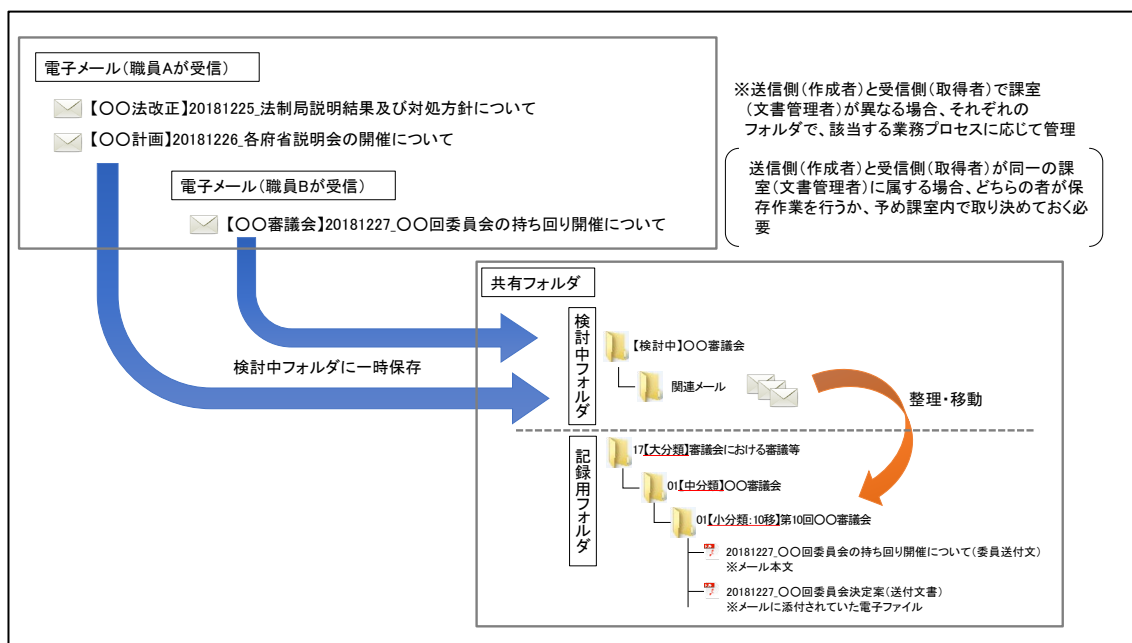 電子メール（職員Aが受信）
【〇〇法改正】20181225_法制局説明結果及び対処方針について
【〇〇計画】20181226_各府省説明会の開催について
電子メール（職員Bが受信）
【〇〇審議会】20181227_〇〇回委員会の持ち回り開催について
※送信側（作成者）と受信側（取得者）で課室
（文書管理者）が異なる場合、それぞれの
フォルダで、該当する業務プロセスに応じて管理
送信側（作成者）と受信側（取得者）が同一の課
室（文書管理者）に属する場合、どちらの者が保
存作業を行うか、予め課室内で取り決めておく必
要
検討中フォルダに一時保存
共有フォルダ
検討中フォルダ
【検討中】〇〇審議会
関連メール
整理・移動
記録用フォルダ
17【大分類】審議会における審議等
01【中分類】〇〇審議会
01【小分類：10移】第10回〇〇審議会
20181227_〇〇回委員会の持ち回り開催について（委員送付文）
※メール本文
20181227_〇〇回委員会決定案（送付文書）
※メールに添付されていた電子ファイル